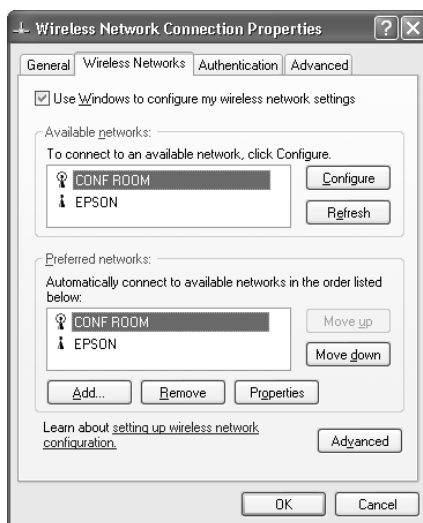 Wireless Network Connection Properties
General Wireless Networks Authentication Advanced
Use Windows to configure my wireless network settings
Available networks:
To connect to an available network, click Configure.
CONF ROOM
Configure
EPSON
Refresh
Preferred networks:
Automatically connect to available networks in the order listed
below:
CONF ROOM
Move up
EPSON
Move down
Add... Remove Properties
Learn about setting up wireless network
configuration.
Advanced
OK Cancel